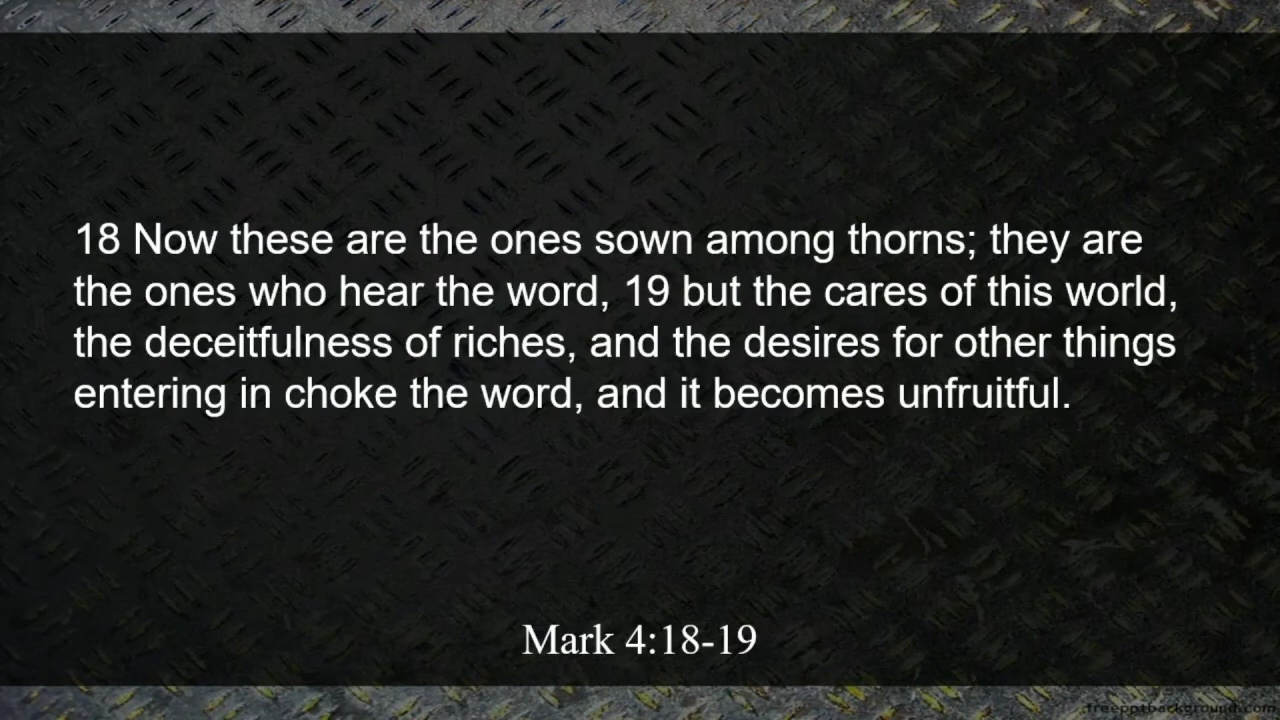 18 Now these are the ones sown among thorns; they are
the ones who hear the word, 19 but the cares of this world,
the deceitfulness of riches, and the desires for other things
entering in choke the word, and it becomes unfruitful.
Mark 4:18-19
freepptbackground.com